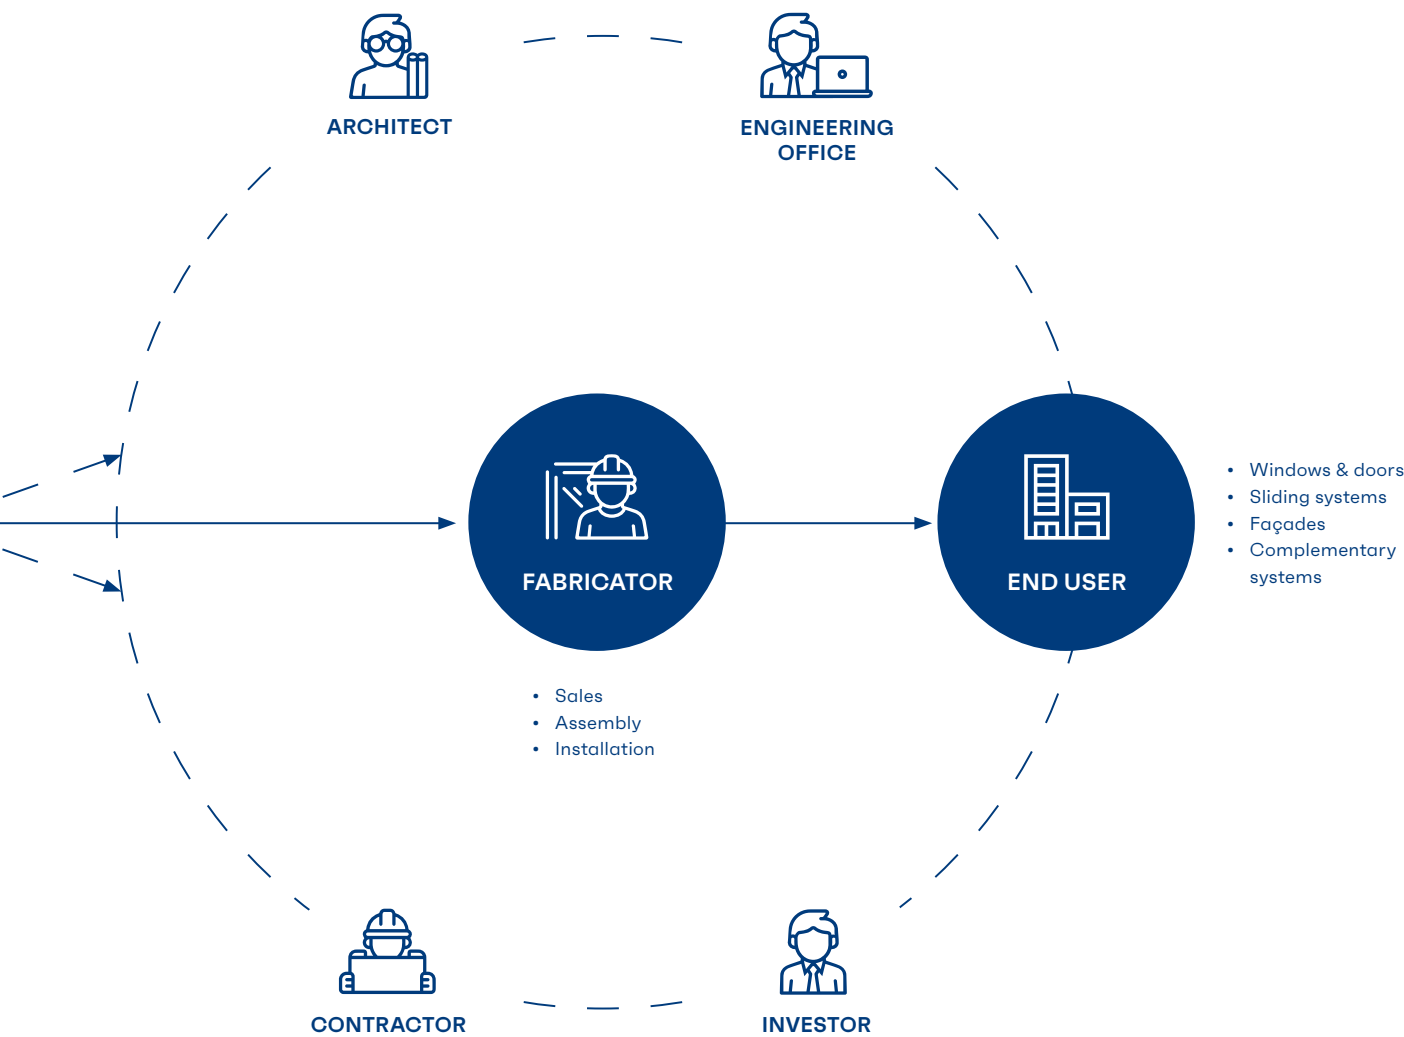 ARCHITECT
ENGINEERING
OFFICE
FABRICATOR
• Sales
• Assembly
• Installation
END USER
• Windows & doors
• Sliding systems
• Façades
• Complementary
systems
CONTRACTOR
INVESTOR